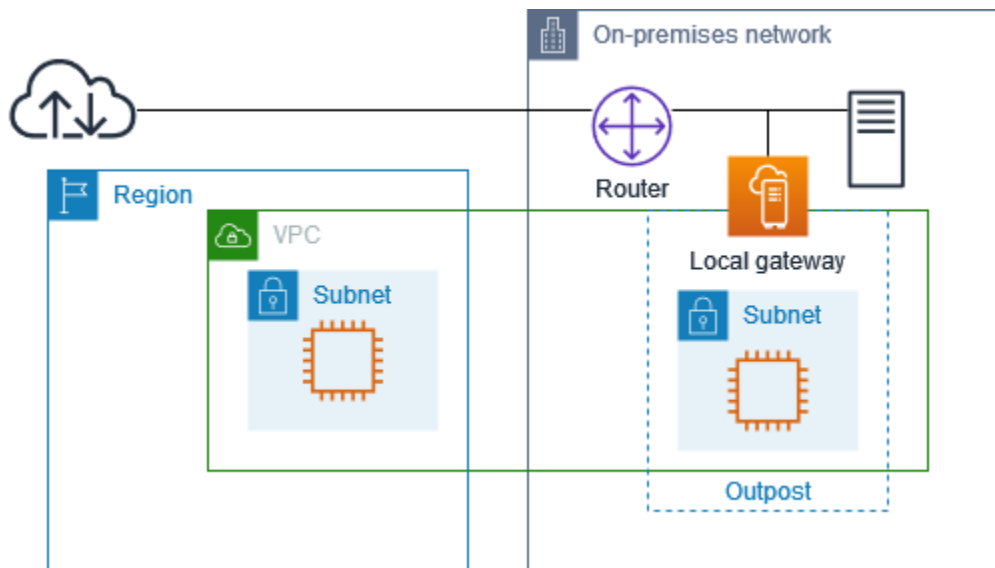 On-premises network
Router
Region
VPC
Local gateway
Subnet
Subnet
Outpost